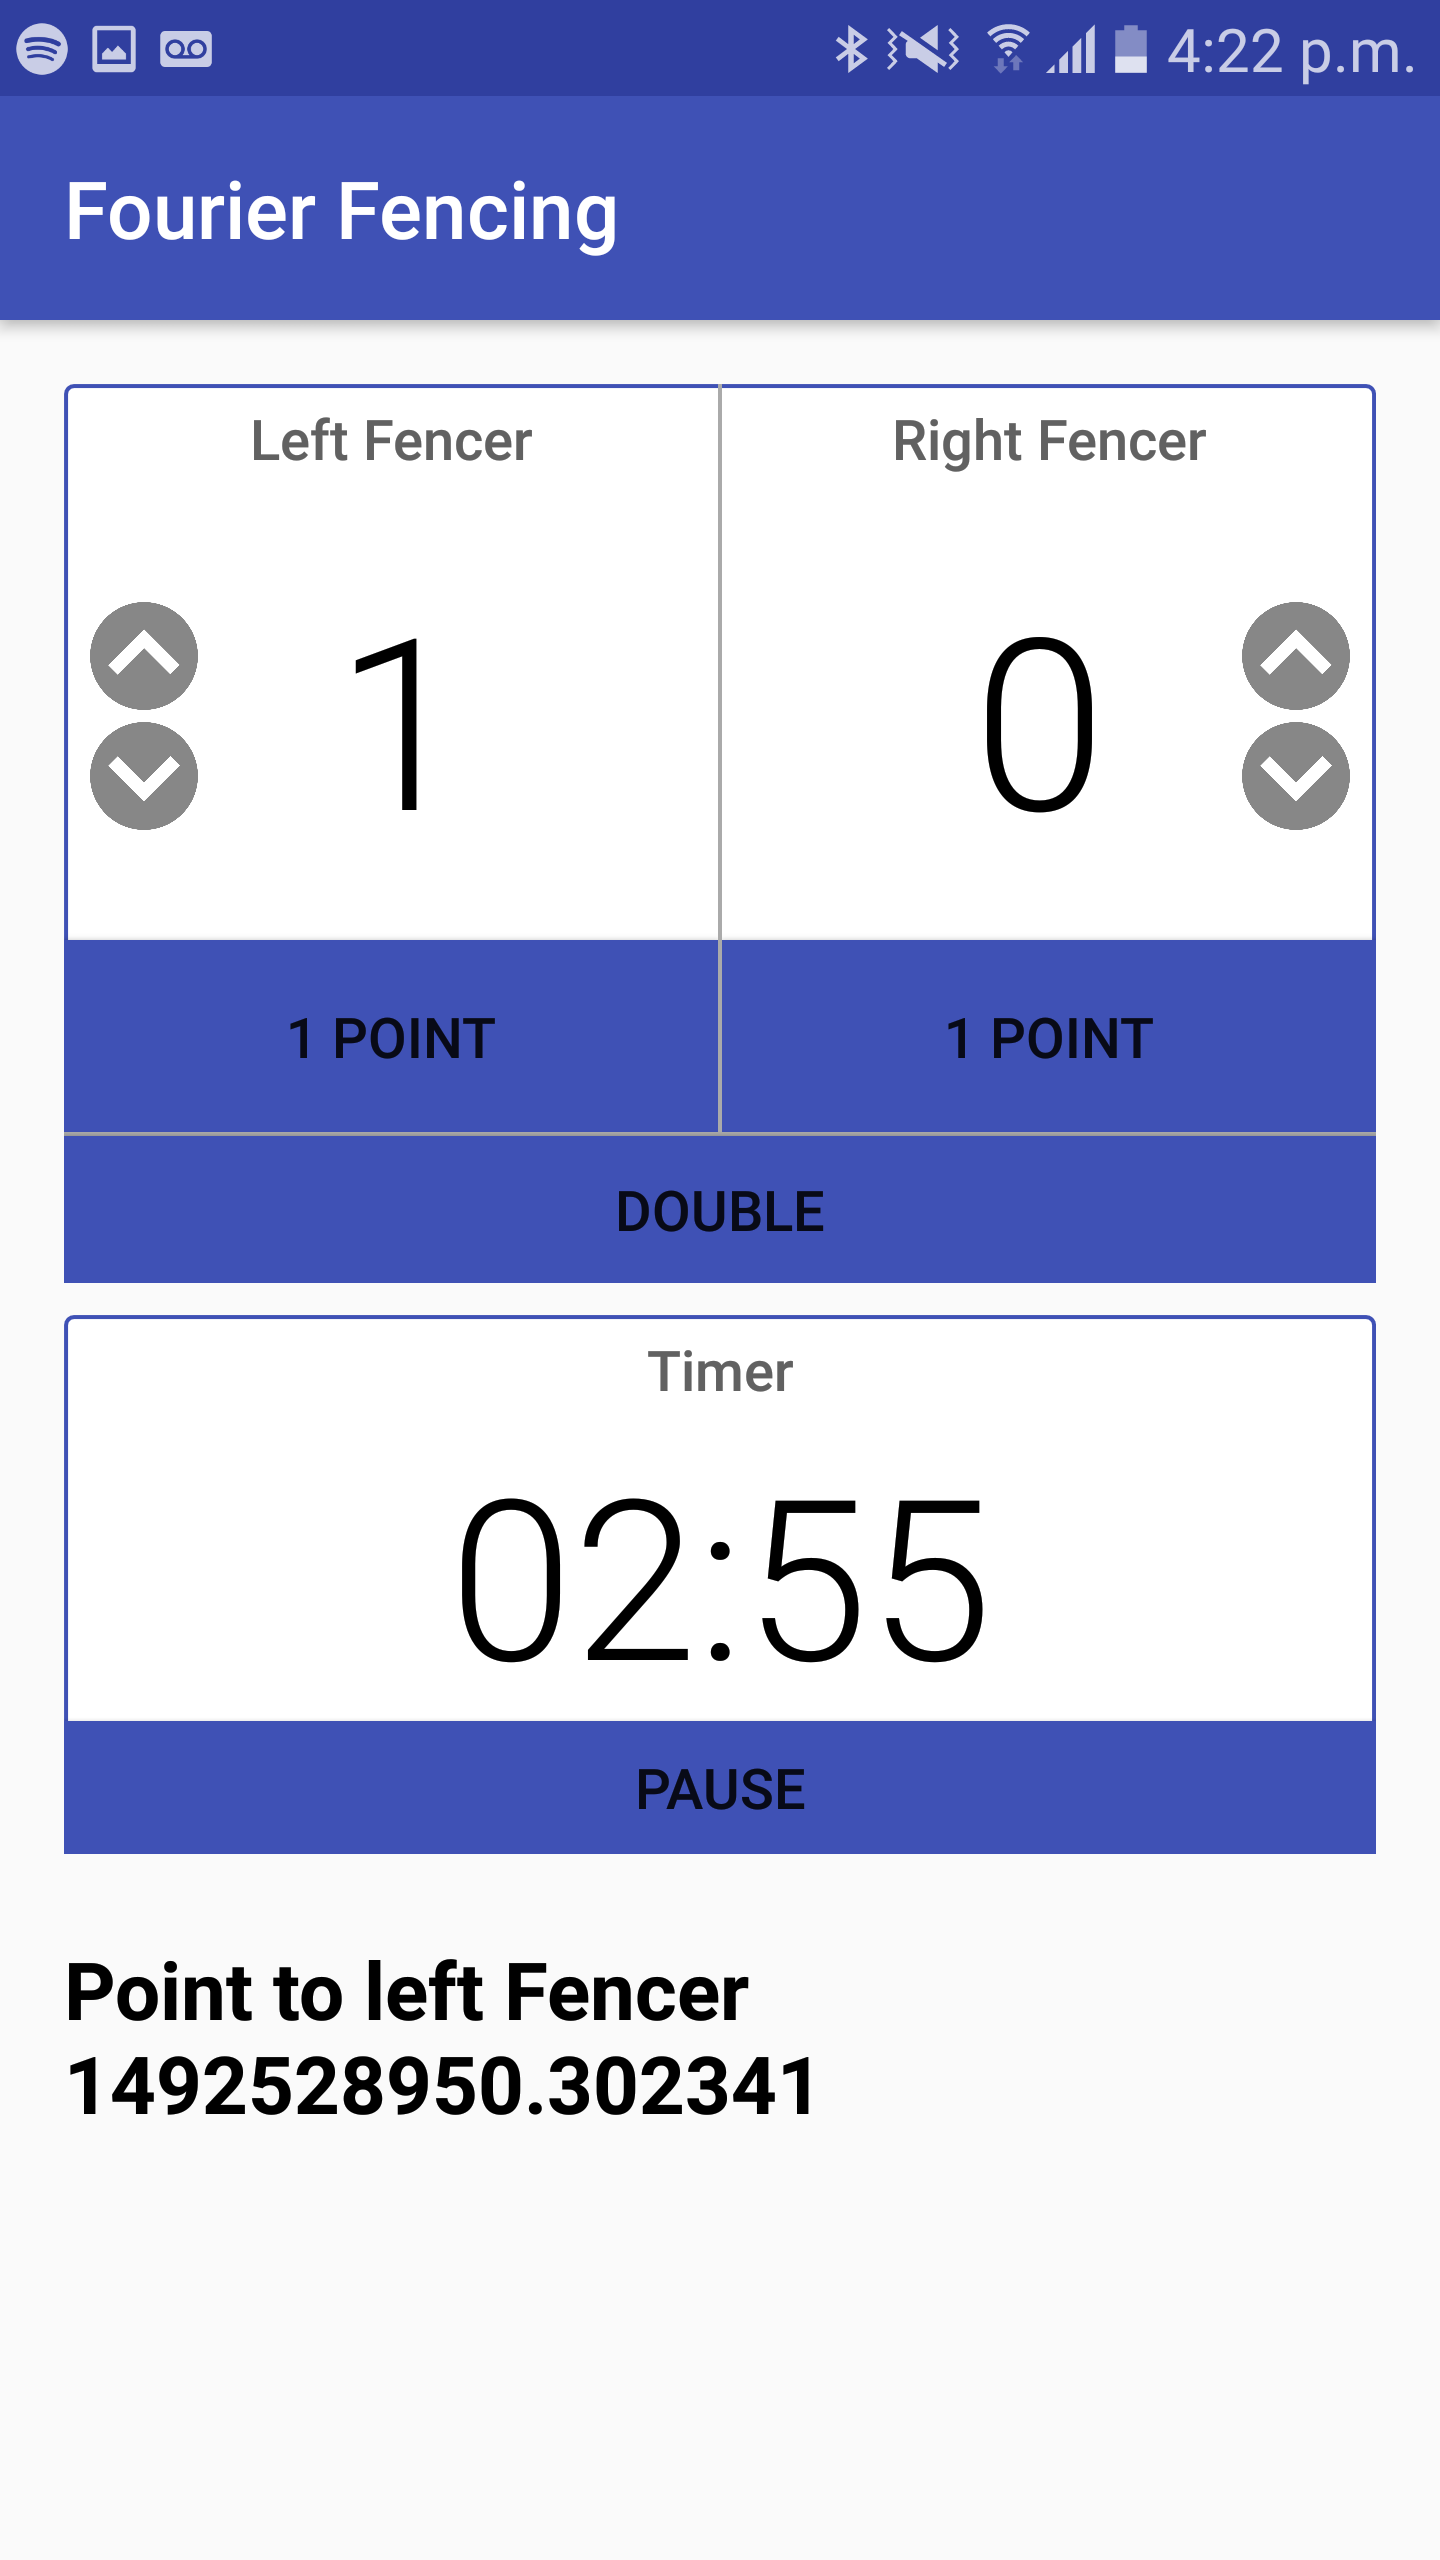 4:22 p.m.
Fourier Fencing
Left Fencer
Right Fencer
1
0
1 POINT
1 POINT
DOUBLE
Timer
02:55
PAUSE
Point to left Fencer
1492528950.302341